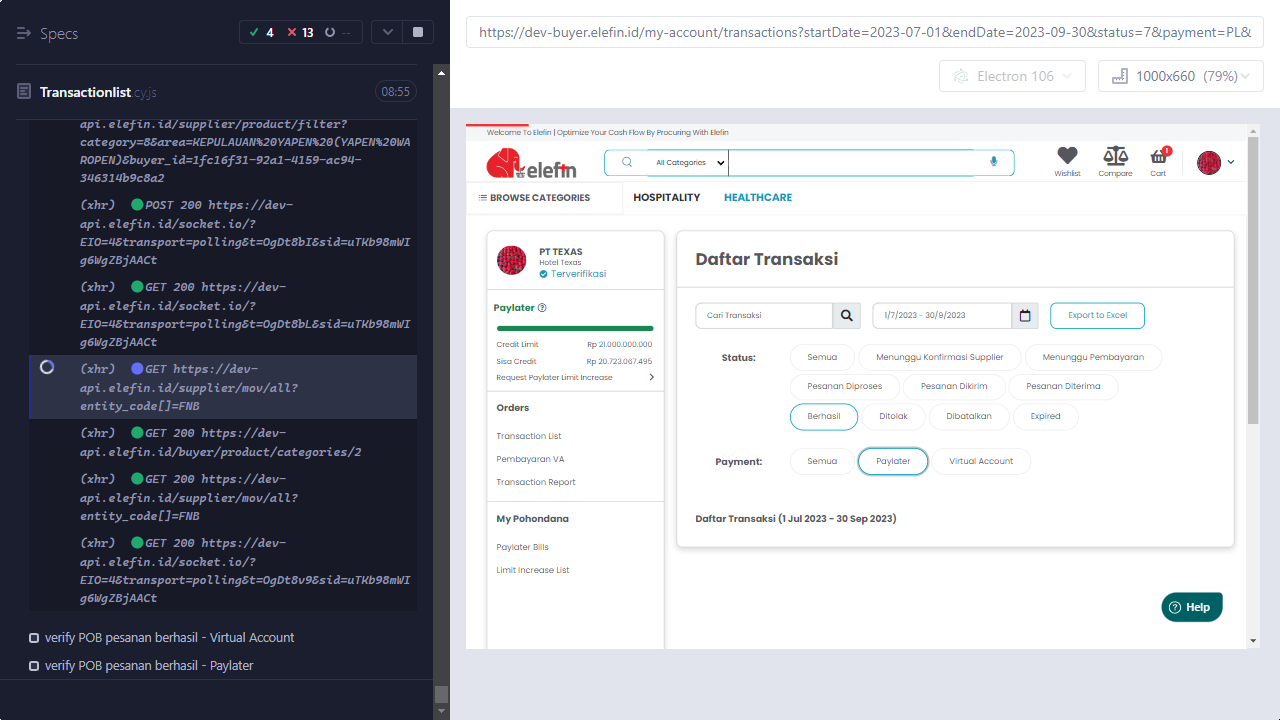 Specs
4
13
--
Transactionlist.cy.js
08:55
api.elefin.id/supplier/product/filter?
category=8&area=KEPULAUAN%20YAPEN%20(YAPEN%20WA
ROPEN)&buyer_id=1fc16f31-92a1-4159-ac94-
346314b9c8a2
(xhr) POST 200 https://dev-
api.elefin.id/socket.io/?
EIO=4&transport=polling&t=OgDt8bI&sid=uTKb98mWI
g6WgZBjAACt
(xhr) GET 200 https://dev-
api.elefin.id/socket.io/?
EIO=4&transport=polling&t=OgDt8bL&sid=uTKb98mWI
g6WgZBjAACt
(xhr) GET https://dev-
api.elefin.id/supplier/mov/all?
entity_code[]=FNB
(xhr) GET 200 https://dev-
api.elefin.id/buyer/product/categories/2
(xhr) GET 200 https://dev-
api.elefin.id/supplier/mov/all?
entity_code[]=FNB
(xhr) GET 200 https://dev-
api.elefin.id/socket.io/?
EIO=4&transport=polling&t=OgDt8v9&sid=uTKb98mWI
g6WgZBjAACt
verify POB pesanan berhasil - Virtual Account
verify POB pesanan berhasil - Paylater
https://dev-buyer.elefin.id/my-account/transactions?startDate=2023-07-01&endDate=2023-09-30&status=7&payment=PL&
Electron 106
1000x660 (79%)
Welcome To Elefin | Optimize Your Cash Flow By Procuring With Elefin
elefin
All Categories
Wishlist
Compare
1
Cart
BROWSE CATEGORIES
HOSPITALITY
HEALTHCARE
PT TEXAS
Hotel Texas
Terverifikasi
Paylater
Credit Limit Rp 21.000.000.000
Sisa Credit Rp 20.723.067.495
Request Paylater Limit Increase
Orders
Transaction List
Pembayaran VA
Transaction Report
My Pohondana
Paylater Bills
Limit Increase List
Daftar Transaksi
Cari Transaksi
1/7/2023 - 30/9/2023
Export to Excel
Status: Semua Menunggu Konfirmasi Supplier Menunggu Pembayaran
Pesanan Diproses Pesanan Dikirim Pesanan Diterima
Berhasil Ditolak Dibatalkan Expired
Payment: Semua Paylater Virtual Account
Daftar Transaksi (1 Jul 2023 - 30 Sep 2023)
Help